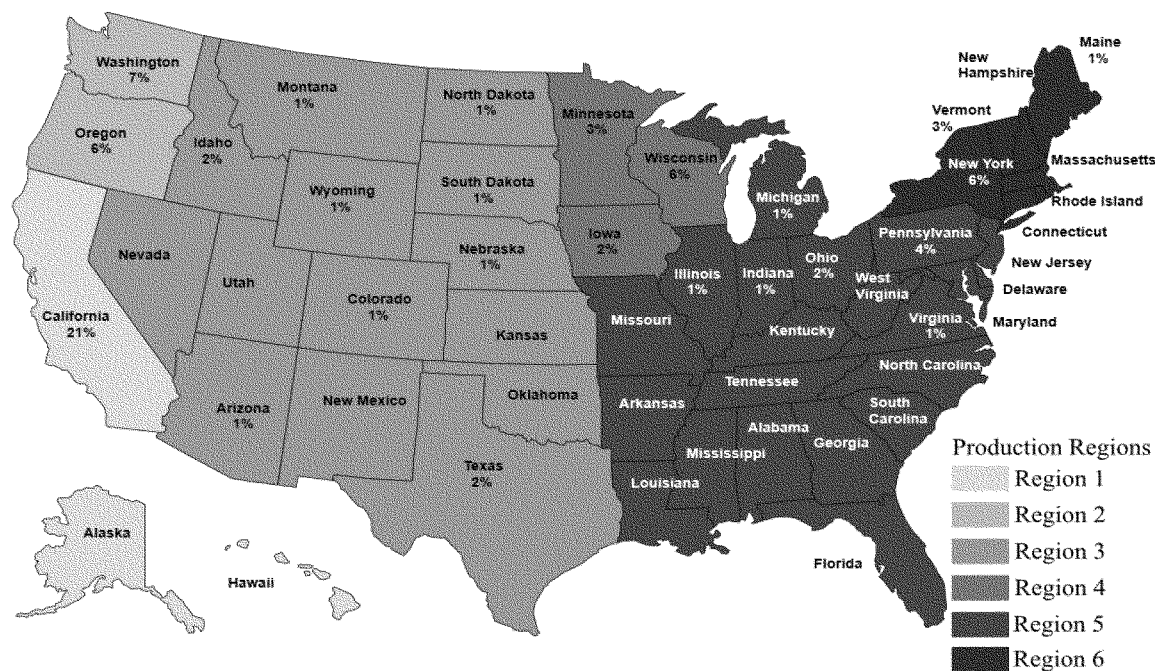 Washington
7%
Oregon
6%
California
21%
Nevada
Idaho
2%
Montana
1%
Wyoming
1%
Utah
Colorado
1%
Arizona
1%
New Mexico
North Dakota
1%
South Dakota
1%
Nebraska
1%
Kansas
Oklahoma
Texas
2%
Minnesota
3%
Iowa
2%
Wisconsin
6%
Missouri
Arkansas
Louisiana
Illinois
1%
Indiana
1%
Michigan
1%
Ohio
2%
Kentucky
Tennessee
Mississippi
Alabama
Georgia
Florida
South
Carolina
North Carolina
Virginia
1%
West
Virginia
Pennsylvania
4%
New York
6%
Vermont
3%
New
Hampshire
Maine
1%
Massachusetts
Rhode Island
Connecticut
New Jersey
Delaware
Maryland
Alaska
Hawaii
Production Regions
Region 1
Region 2
Region 3
Region 4
Region 5
Region 6